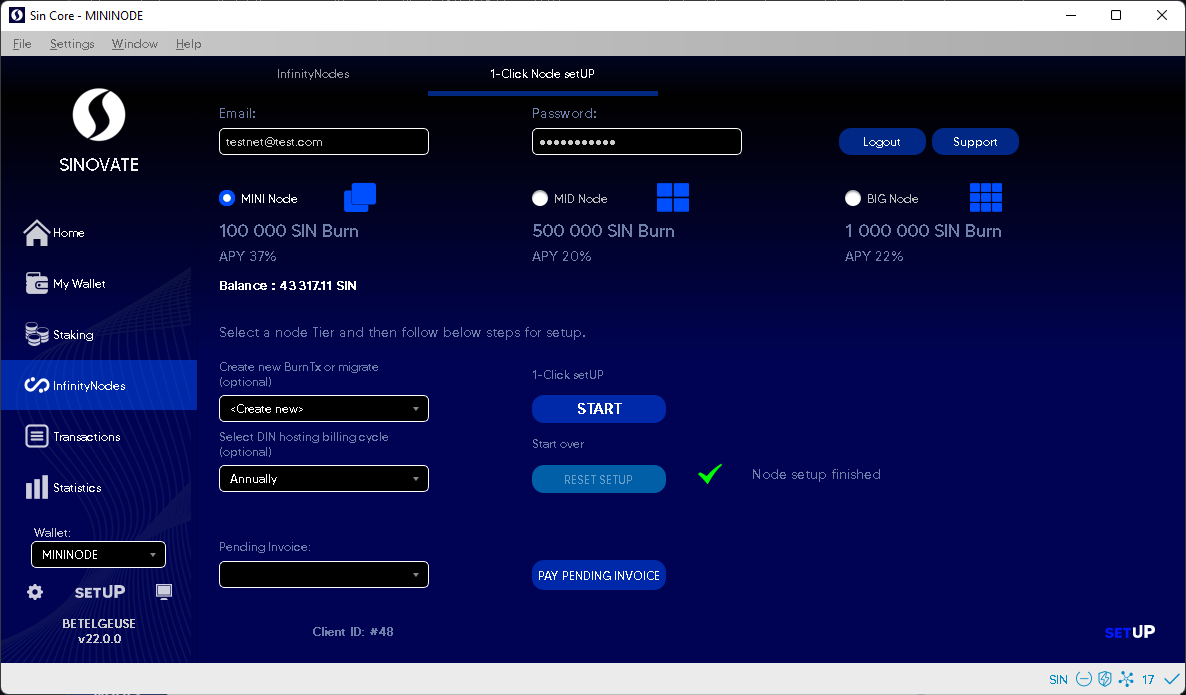 Sin Core - MININODE
File Settings Window Help
InfinityNodes
1-Click Node setUP
SINOVATE
Email:
Password:
testnet@test.com
Logout
Support
MINI Node
MID Node
BIG Node
100 000 SIN Burn
500 000 SIN Burn
1 000 000 SIN Burn
APY 37%
APY 20%
APY 22%
Balance : 43 317.11 SIN
Home
My Wallet
Staking
InfinityNodes
Transactions
Statistics
Select a node Tier and then follow below steps for setup.
Create new BurnTx or migrate
(optional)
<Create new>
1-Click setUP
START
Select DIN hosting billing cycle
(optional)
Annually
Start over
RESET SETUP
Node setup finished
Wallet:
MININODE
Pending Invoice:
PAY PENDING INVOICE
SETUP
BETELGEUSE
v22.0.0
Client ID: #48
SETUP
SIN
17